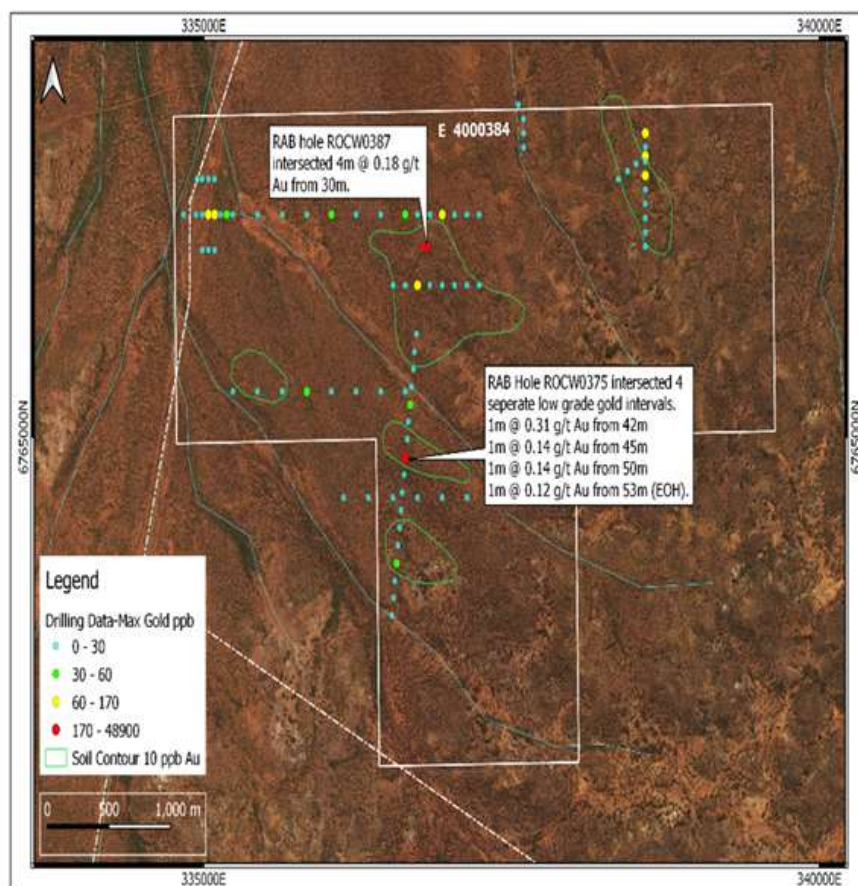 335000E
340000E
E 4000384
RAB hole ROCW0387
intersected 4m @ 0.18 g/t
Au from 30m.
RAB Hole ROCW0375 intersected 4
seperate low grade gold intervals.
1m @ 0.31 g/t Au from 42m
1m @ 0.14 g/t Au from 45m
1m @ 0.14 g/t Au from 50m
1m @ 0.12 g/t Au from 53m (EOH).
6765000N
6765000N
Legend
Drilling Data-Max Gold ppb
0 - 30
30 - 60
60 - 170
170 - 48900
Soil Contour 10 ppb Au
0 500 1,000 m
335000E
340000E